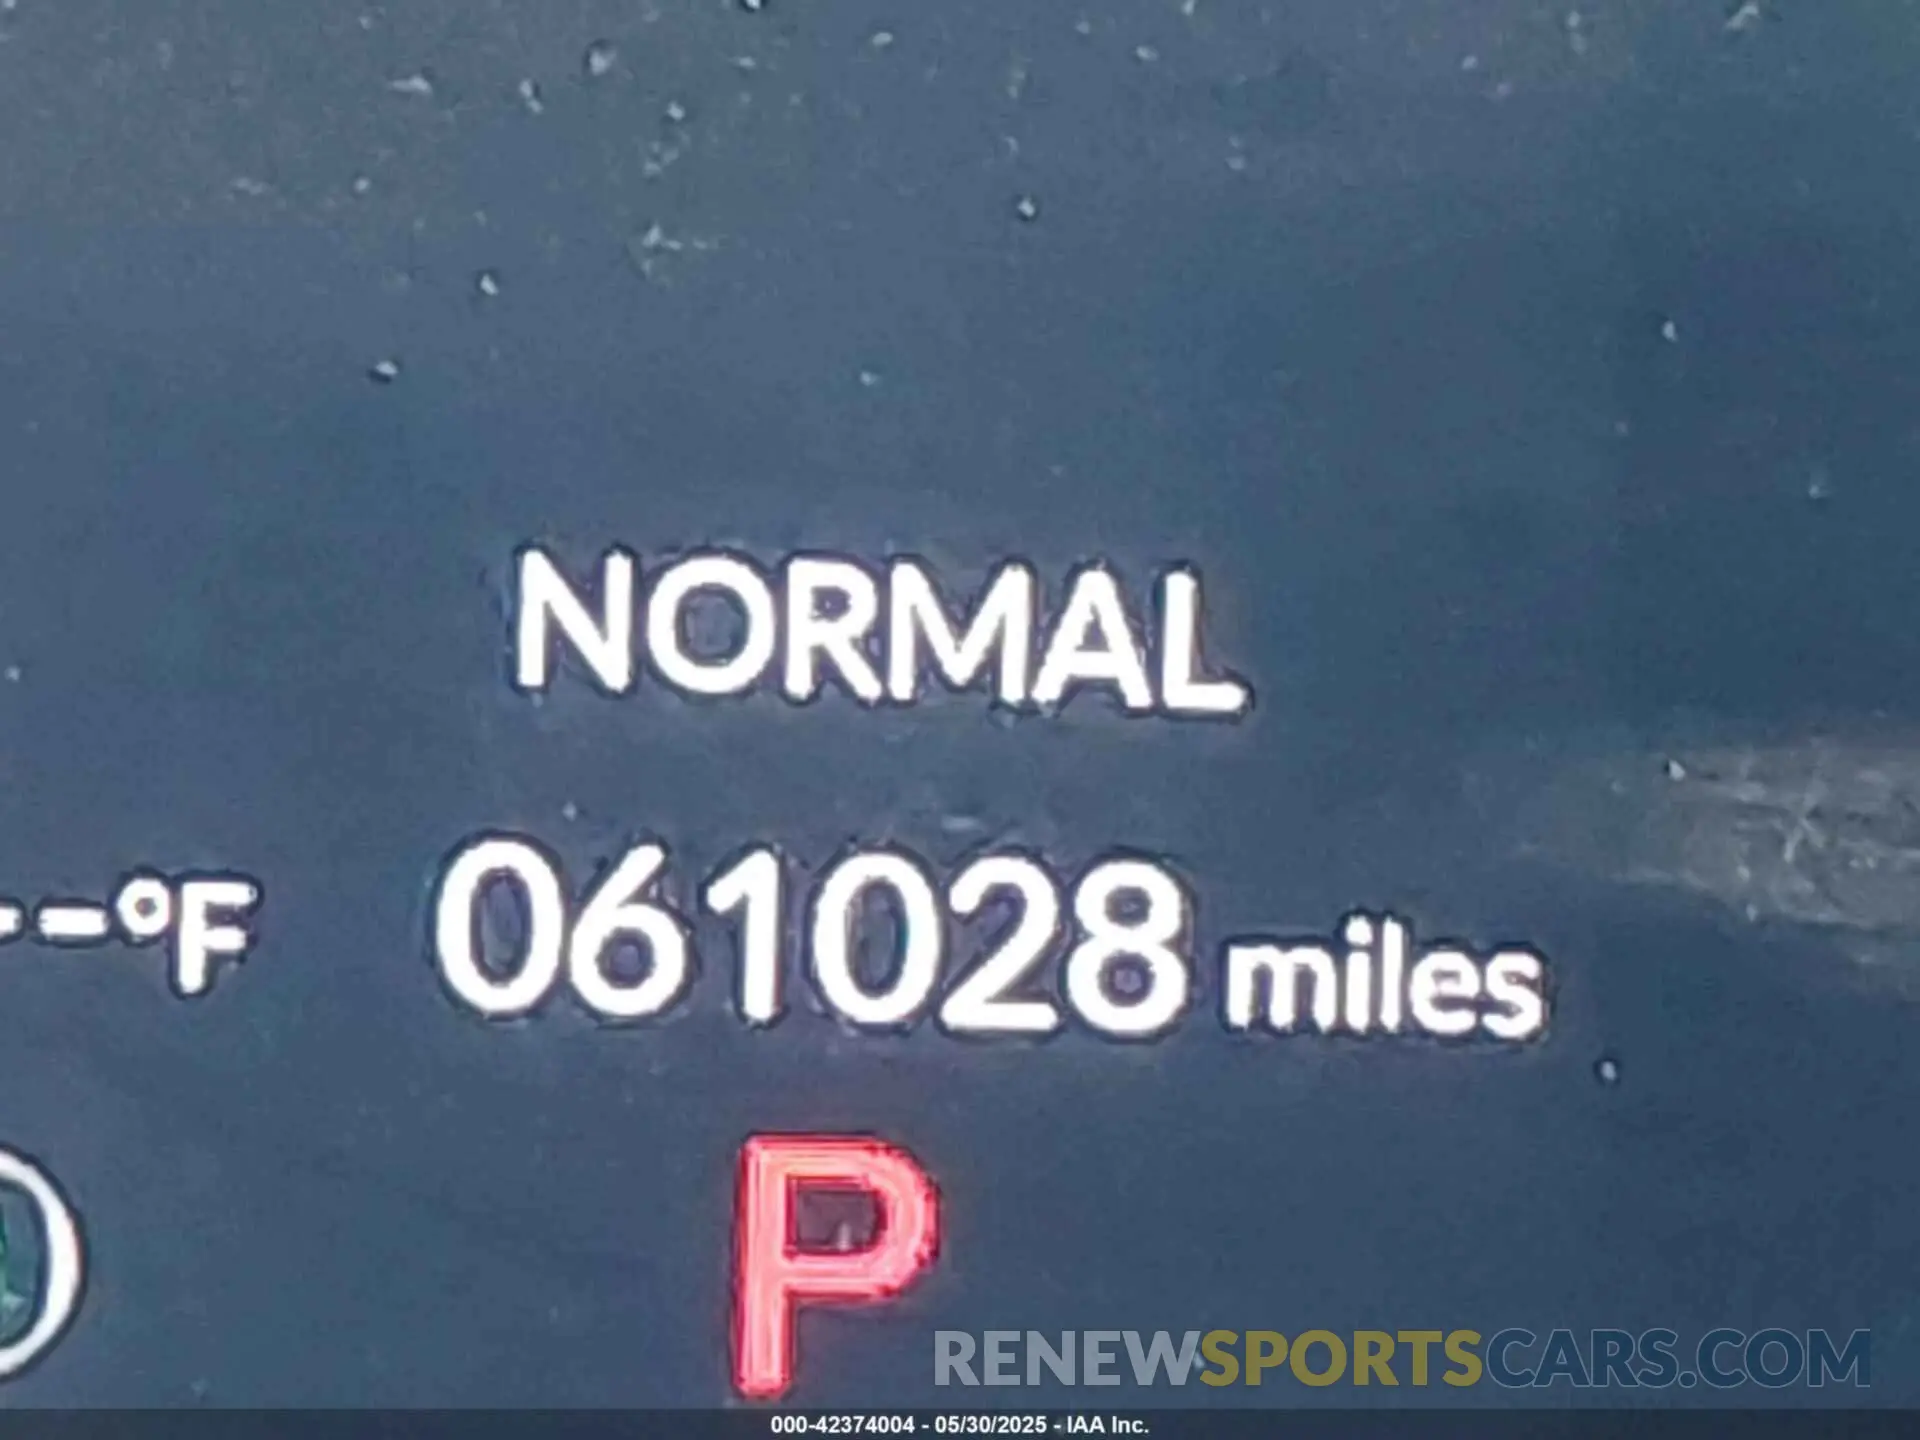 NORMAL
--°F 061028 miles
P
RENEWSPORTSCARS.COM
000-42374004 - 05/30/2025 - IAA Inc.